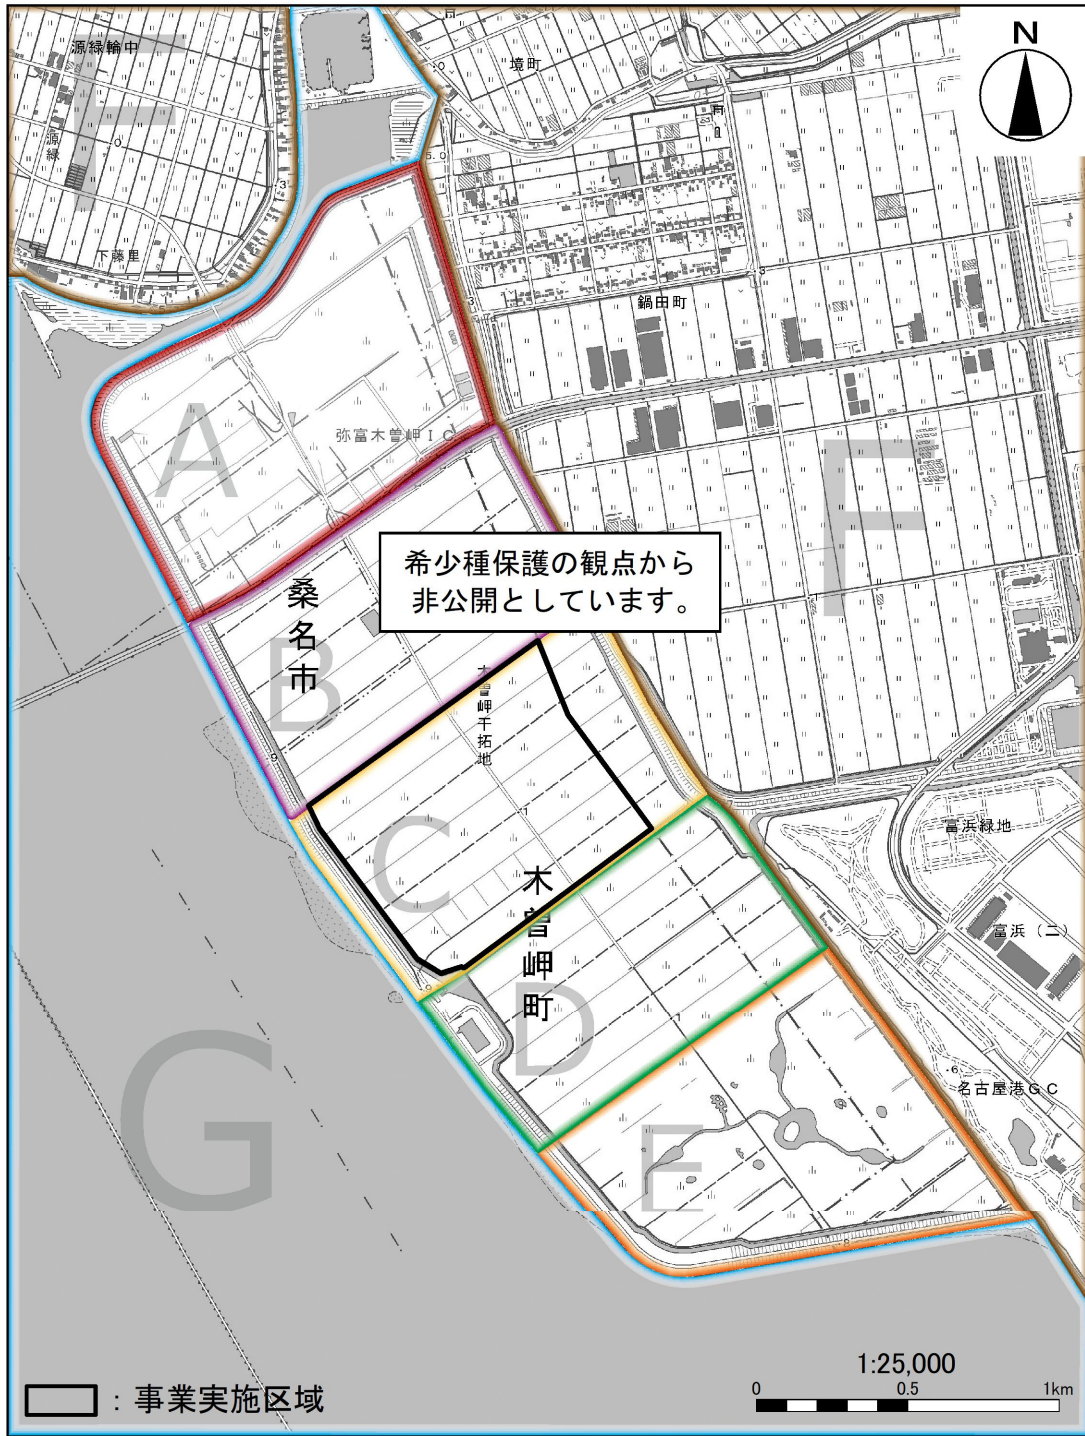 源緑輪中
境町
N
源緑
F
下藤里
鍋田町
A
弥富木曽岬IC
F
希少種保護の観点から
非公開としています。
桑名市
B
木曽岬干拓地
C
富浜緑地
木曽岬町
富浜（二）
D
名古屋港GC
G
E
1:25,000
0 0.5 1km
：事業実施区域